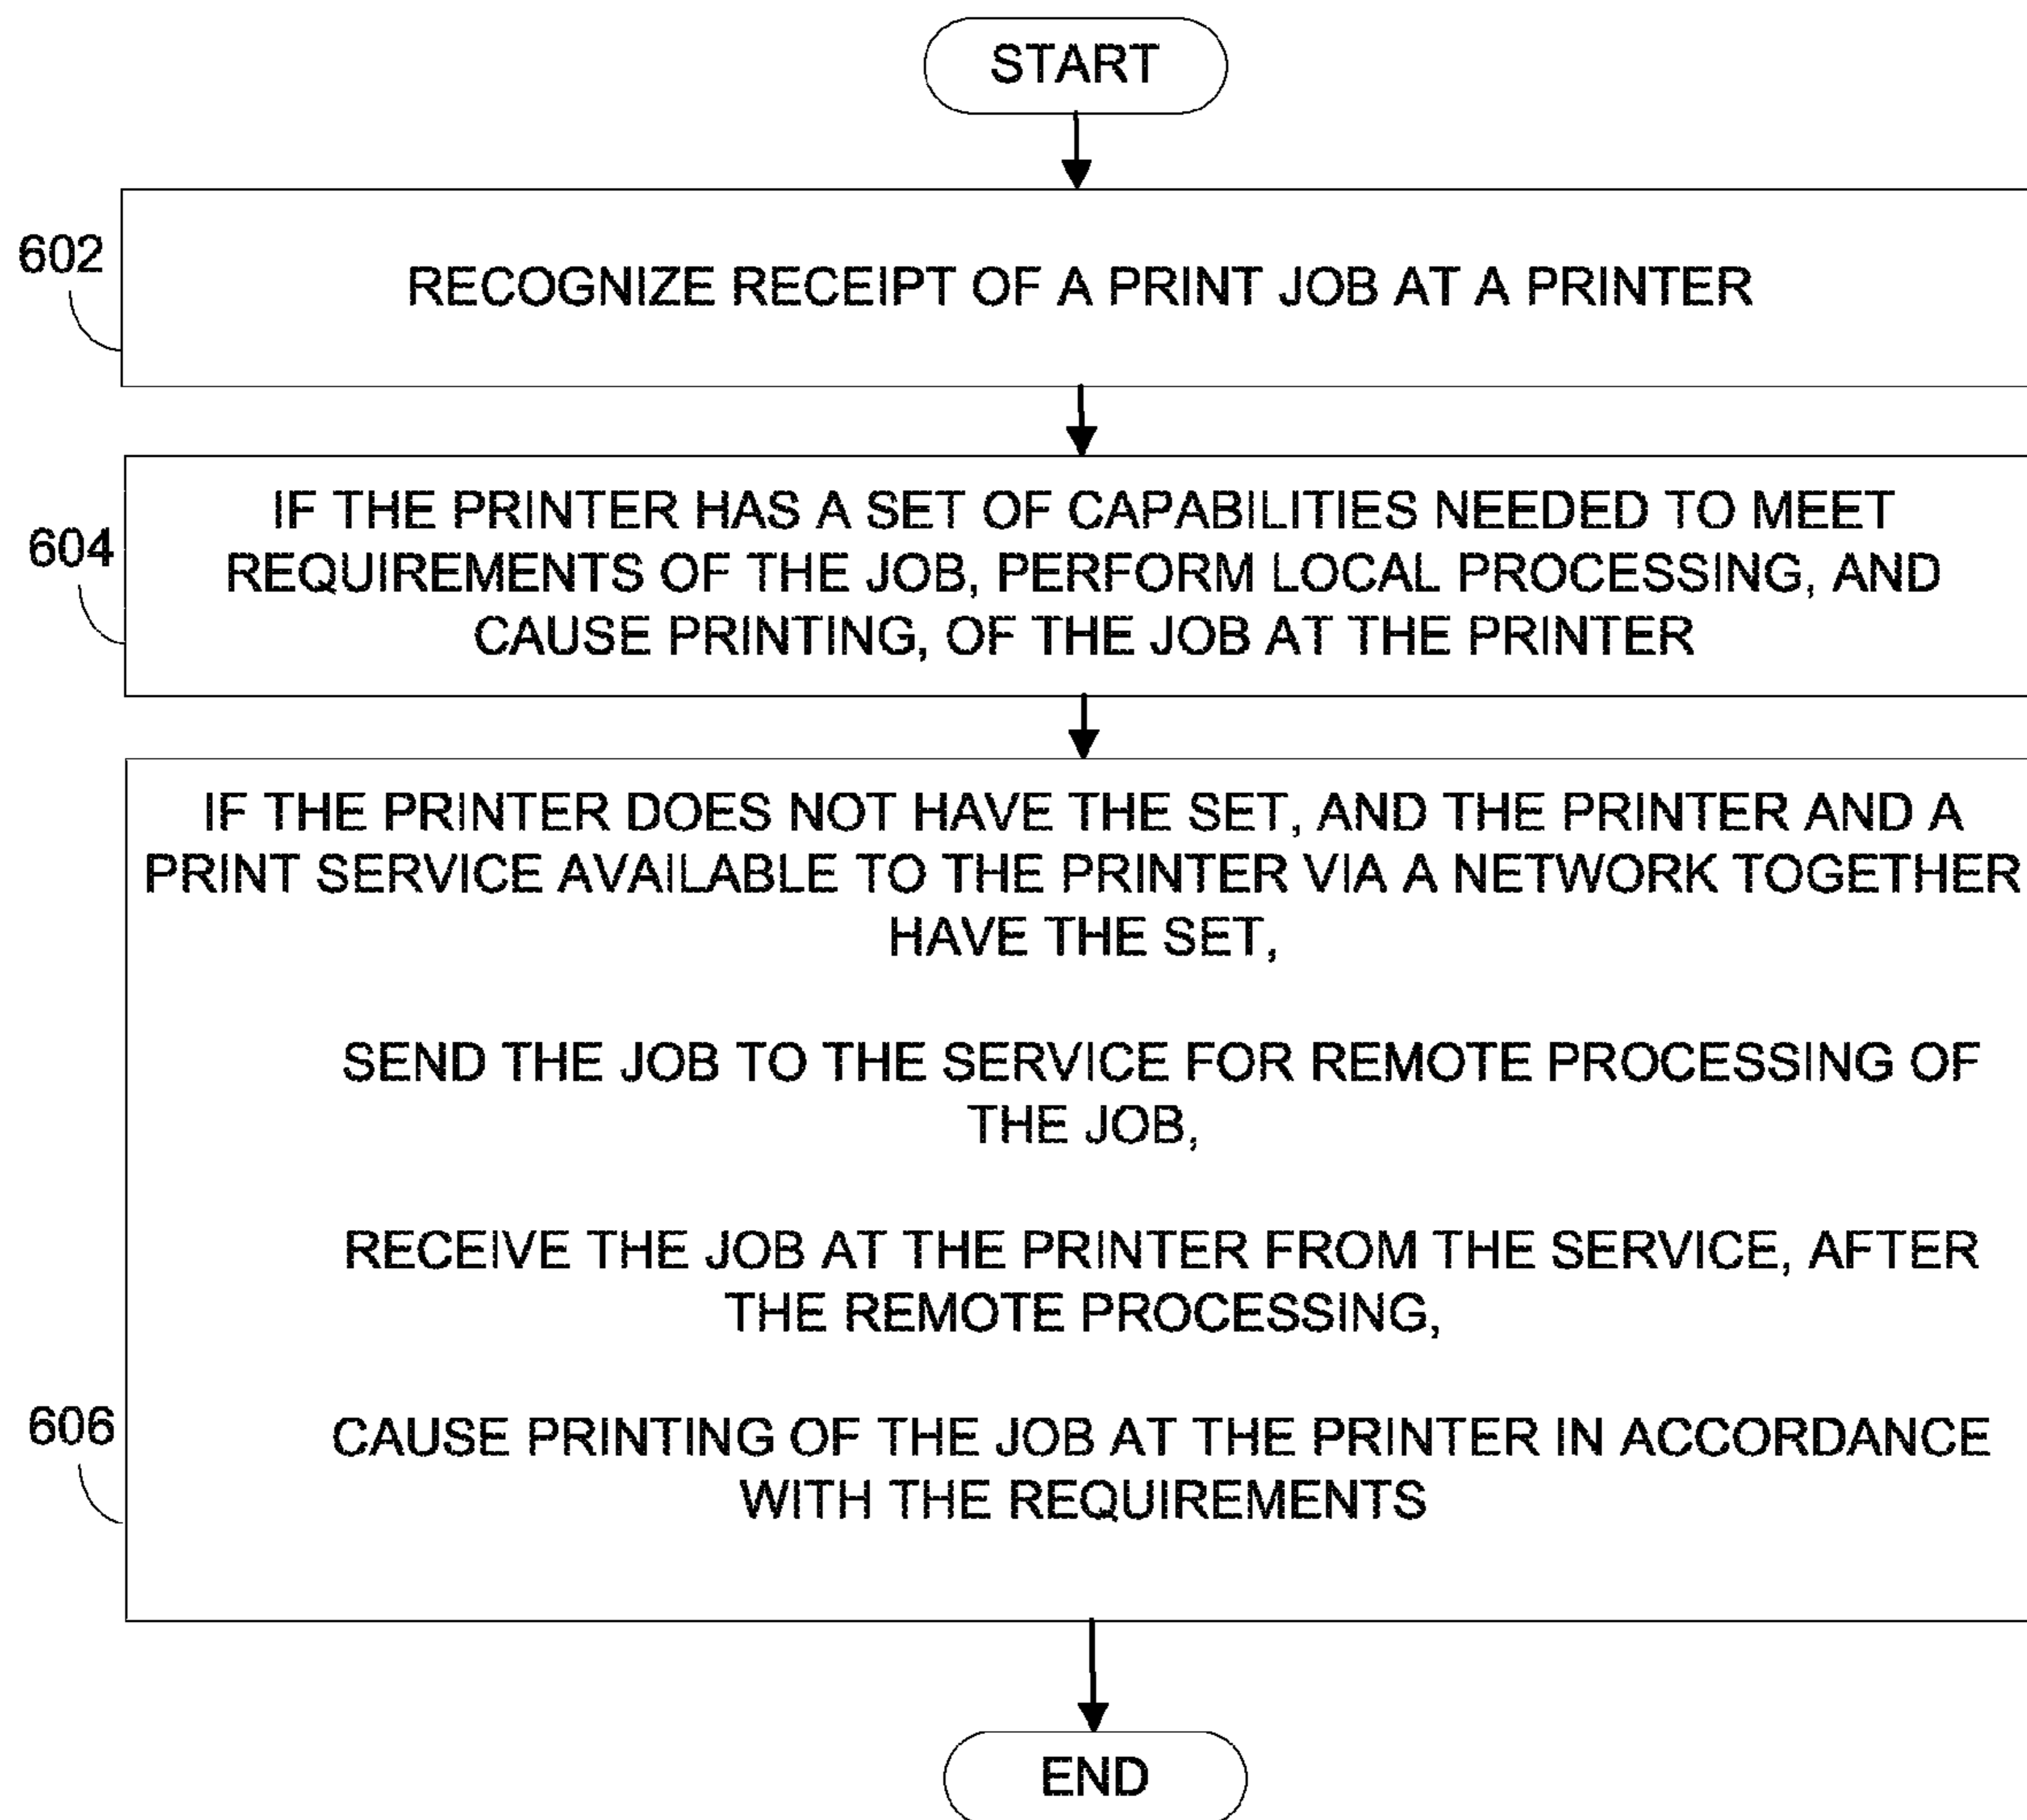 START
602
RECOGNIZE RECEIPT OF A PRINT JOB AT A PRINTER
604
IF THE PRINTER HAS A SET OF CAPABILITIES NEEDED TO MEET
REQUIREMENTS OF THE JOB, PERFORM LOCAL PROCESSING, AND
CAUSE PRINTING, OF THE JOB AT THE PRINTER
IF THE PRINTER DOES NOT HAVE THE SET, AND THE PRINTER AND A
PRINT SERVICE AVAILABLE TO THE PRINTER VIA A NETWORK TOGETHER
HAVE THE SET,
SEND THE JOB TO THE SERVICE FOR REMOTE PROCESSING OF
THE JOB,
RECEIVE THE JOB AT THE PRINTER FROM THE SERVICE, AFTER
THE REMOTE PROCESSING,
606
CAUSE PRINTING OF THE JOB AT THE PRINTER IN ACCORDANCE
WITH THE REQUIREMENTS
END